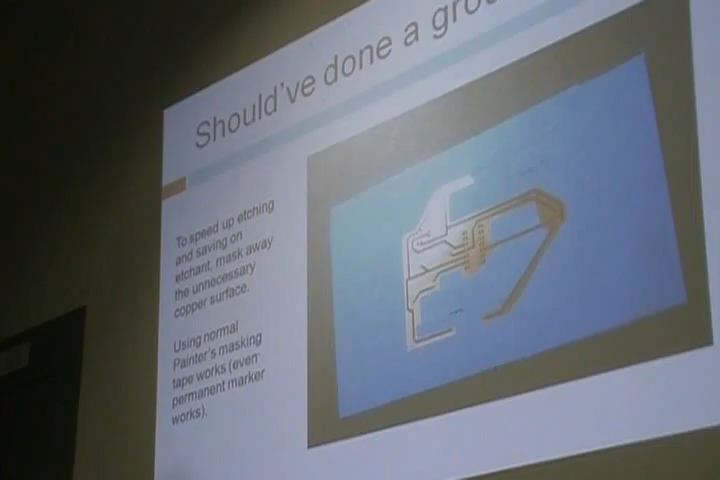 Should've done a
To speed up etching
and saving on
etchant, mask away
the unnecessary
copper surface.
Using normal
Painter's masking
tape works (even
permanent marker
works).